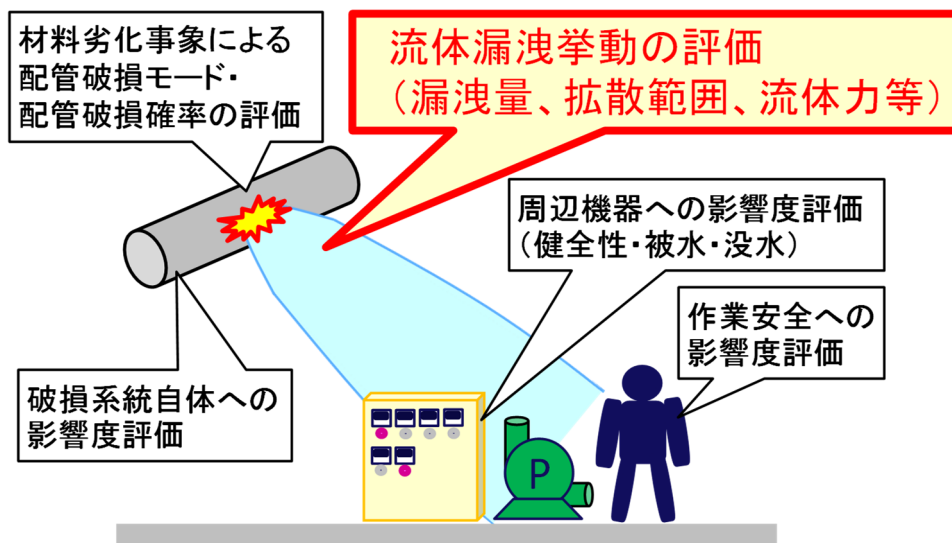 材料劣化事象による
配管破損モード・
配管破損確率の評価
流体漏洩挙動の評価
（漏洩量、拡散範囲、流体力等）
周辺機器への影響度評価
（健全性・被水・没水）
作業安全への
影響度評価
破損系統自体への
影響度評価
P